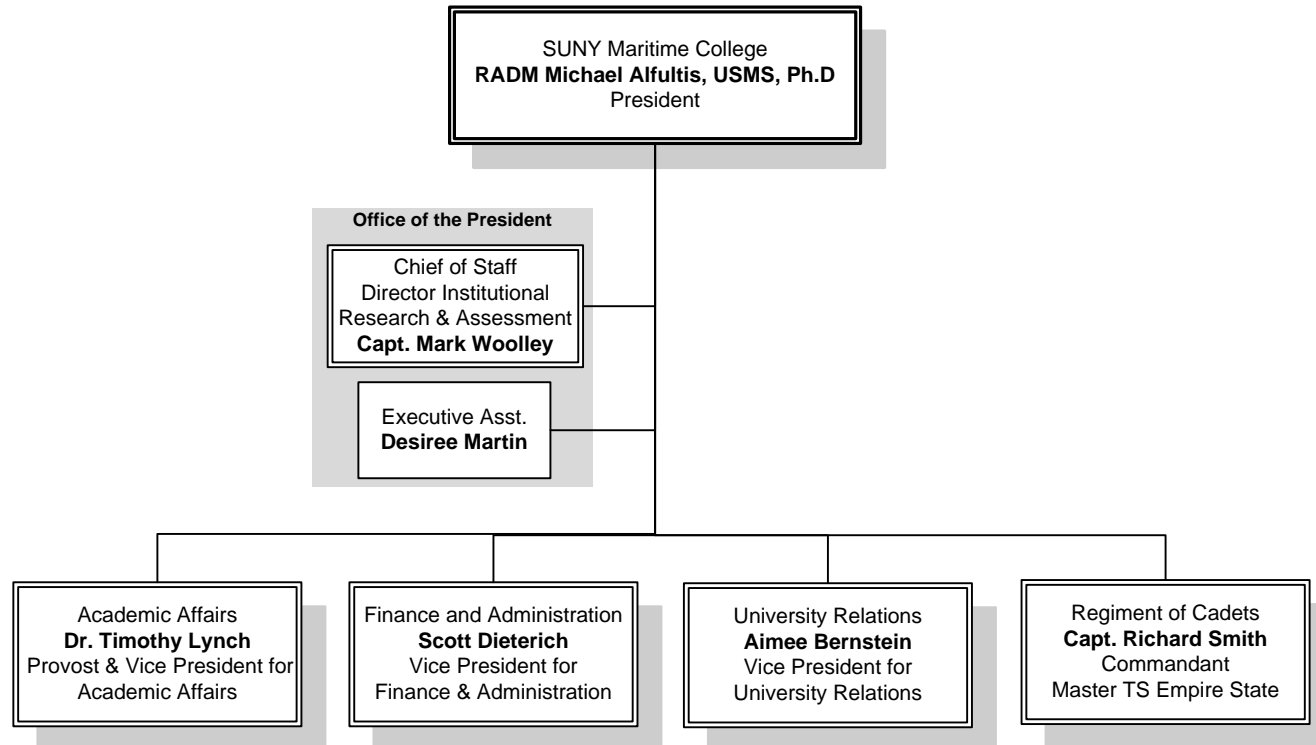 SUNY Maritime College
RADM Michael Alfultis, USMS, Ph.D
President
Office of the President
Chief of Staff
Director Institutional
Research & Assessment
Capt. Mark Woolley
Executive Asst.
Desiree Martin
Academic Affairs
Dr. Timothy Lynch
Provost & Vice President for
Academic Affairs
Finance and Administration
Scott Dieterich
Vice President for
Finance & Administration
University Relations
Aimee Bernstein
Vice President for
University Relations
Regiment of Cadets
Capt. Richard Smith
Commandant
Master TS Empire State